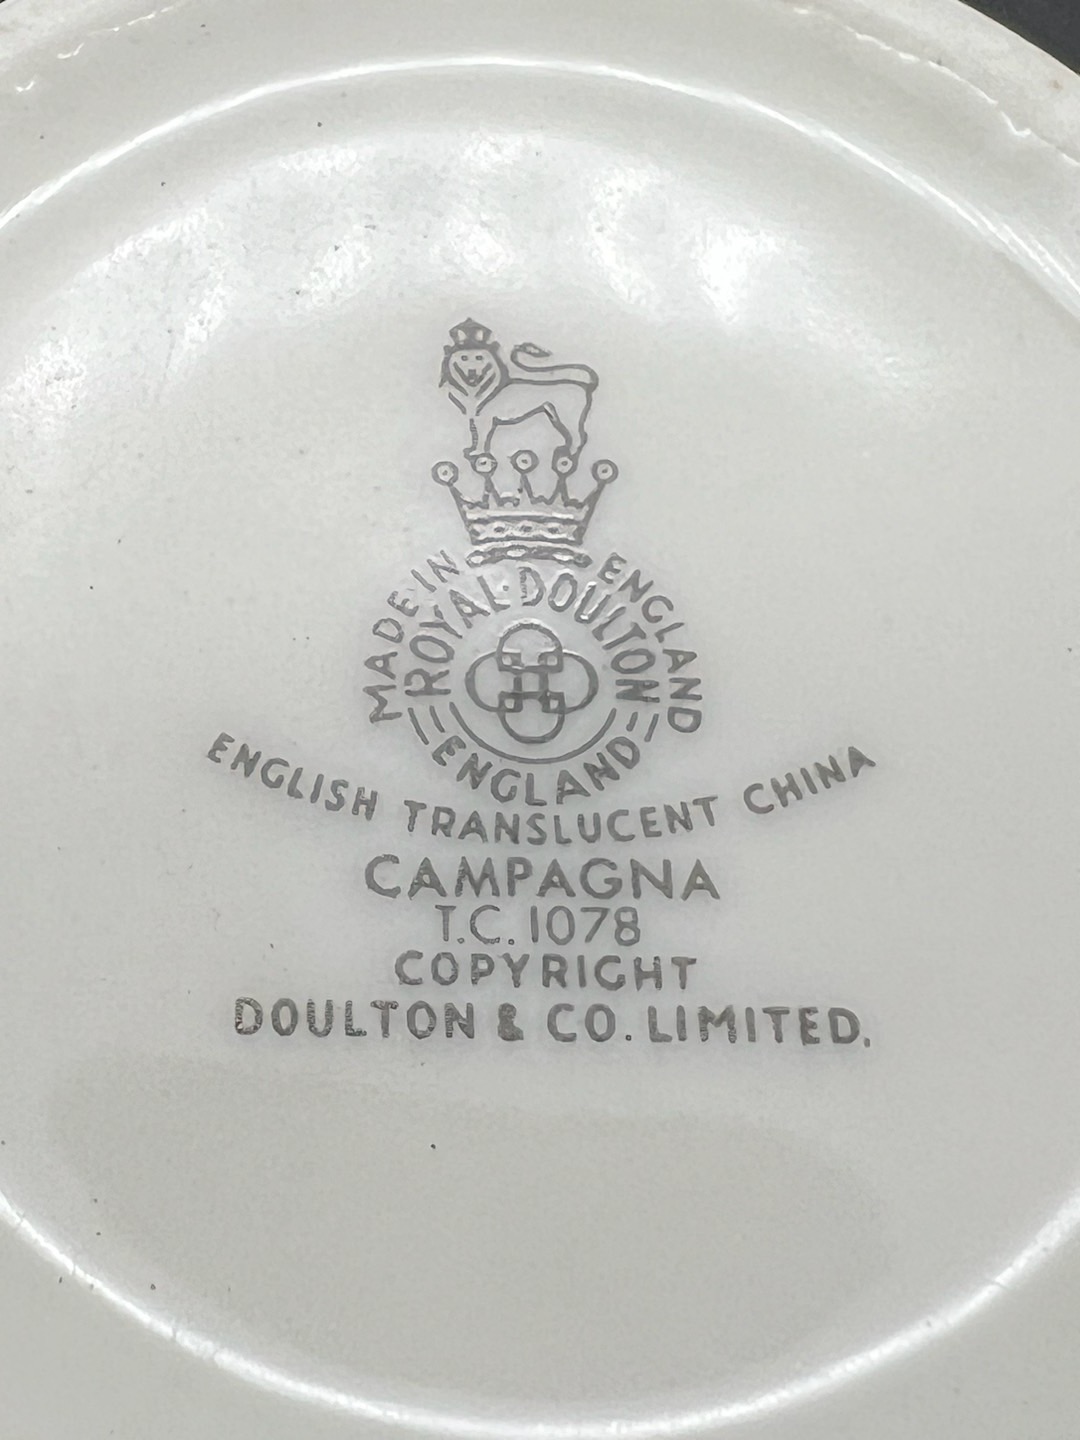 MADE IN ENGLAND
ROYAL·DOULTON
ENGLAND
ENGLISH TRANSLUCENT CHINA
CAMPAGNA
T.C. 1078
COPYRIGHT
DOULTON & CO. LIMITED.